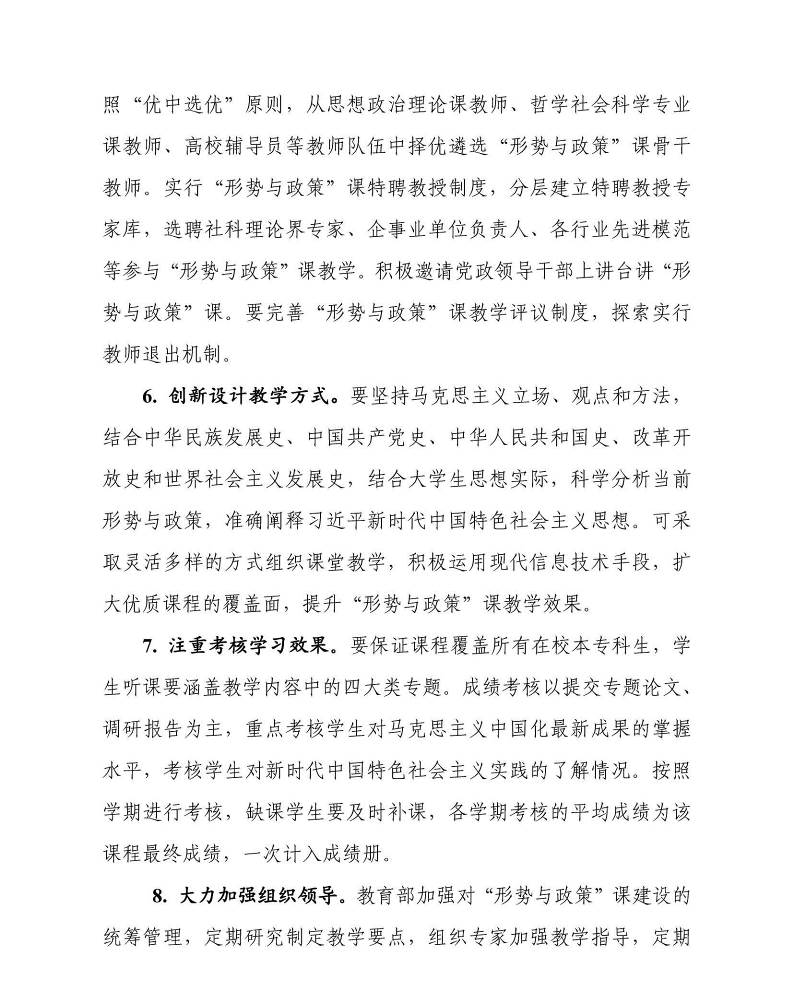 照“优中选优”原则，从思想政治理论课教师、哲学社会科学专业
课教师、高校辅导员等教师队伍中择优遴选“形势与政策”课骨干
教师。实行“形势与政策”课特聘教授制度，分层建立特聘教授专
家库，选聘社科理论界专家、企事业单位负责人、各行业先进模范
等参与“形势与政策”课教学。积极邀请党政领导干部上讲台讲“形
势与政策”课。要完善“形势与政策”课教学评议制度，探索实行
教师退出机制。
6. 创新设计教学方式。要坚持马克思主义立场、观点和方法，
结合中华民族发展史、中国共产党史、中华人民共和国史、改革开
放史和世界社会主义发展史，结合大学生思想实际，科学分析当前
形势与政策，准确阐释习近平新时代中国特色社会主义思想。可采
取灵活多样的方式组织课堂教学，积极运用现代信息技术手段，扩
大优质课程的覆盖面，提升“形势与政策”课教学效果。
7. 注重考核学习效果。要保证课程覆盖所有在校本专科生，学
生听课要涵盖教学内容中的四大类专题。成绩考核以提交专题论文、
调研报告为主，重点考核学生对马克思主义中国化最新成果的掌握
水平，考核学生对新时代中国特色社会主义实践的了解情况。按照
学期进行考核，缺课学生要及时补课，各学期考核的平均成绩为该
课程最终成绩，一次计入成绩册。
8. 大力加强组织领导。教育部加强对“形势与政策”课建设的
统筹管理，定期研究制定教学要点，组织专家加强教学指导，定期